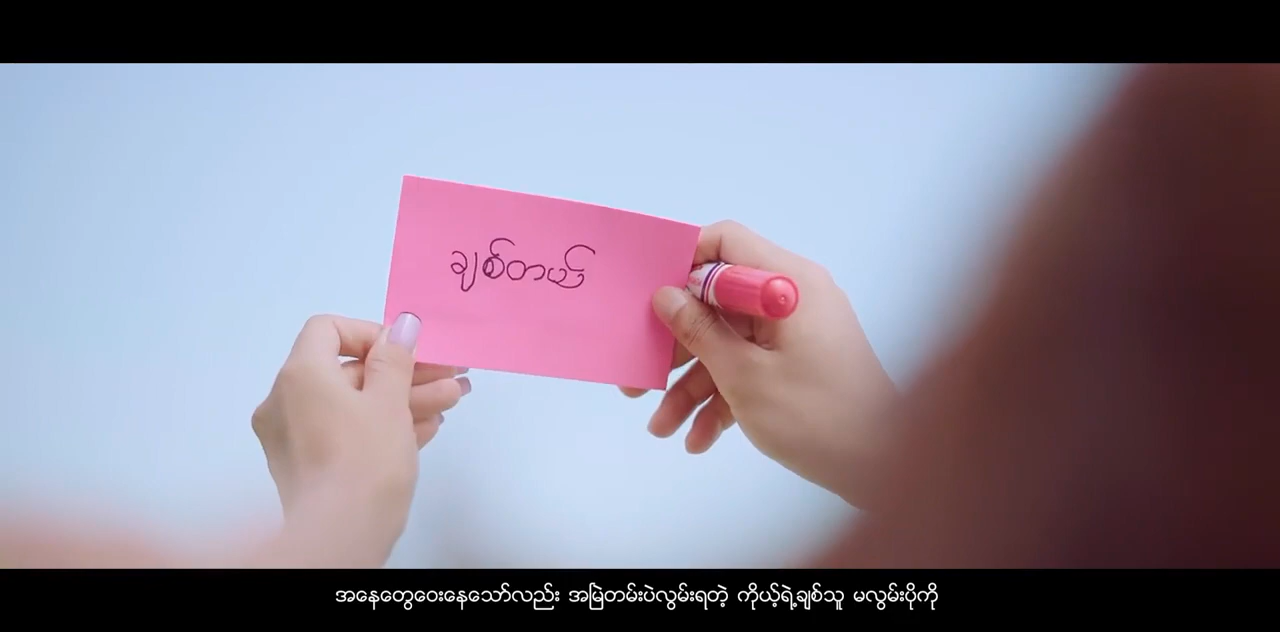 ချစ်တယ်
အနေတွေဝေးနေသော်လည်း အမြဲတမ်းပဲလွမ်းရတဲ့ ကိုယ့်ရဲ့ချစ်သူ မလွမ်းပိုကို